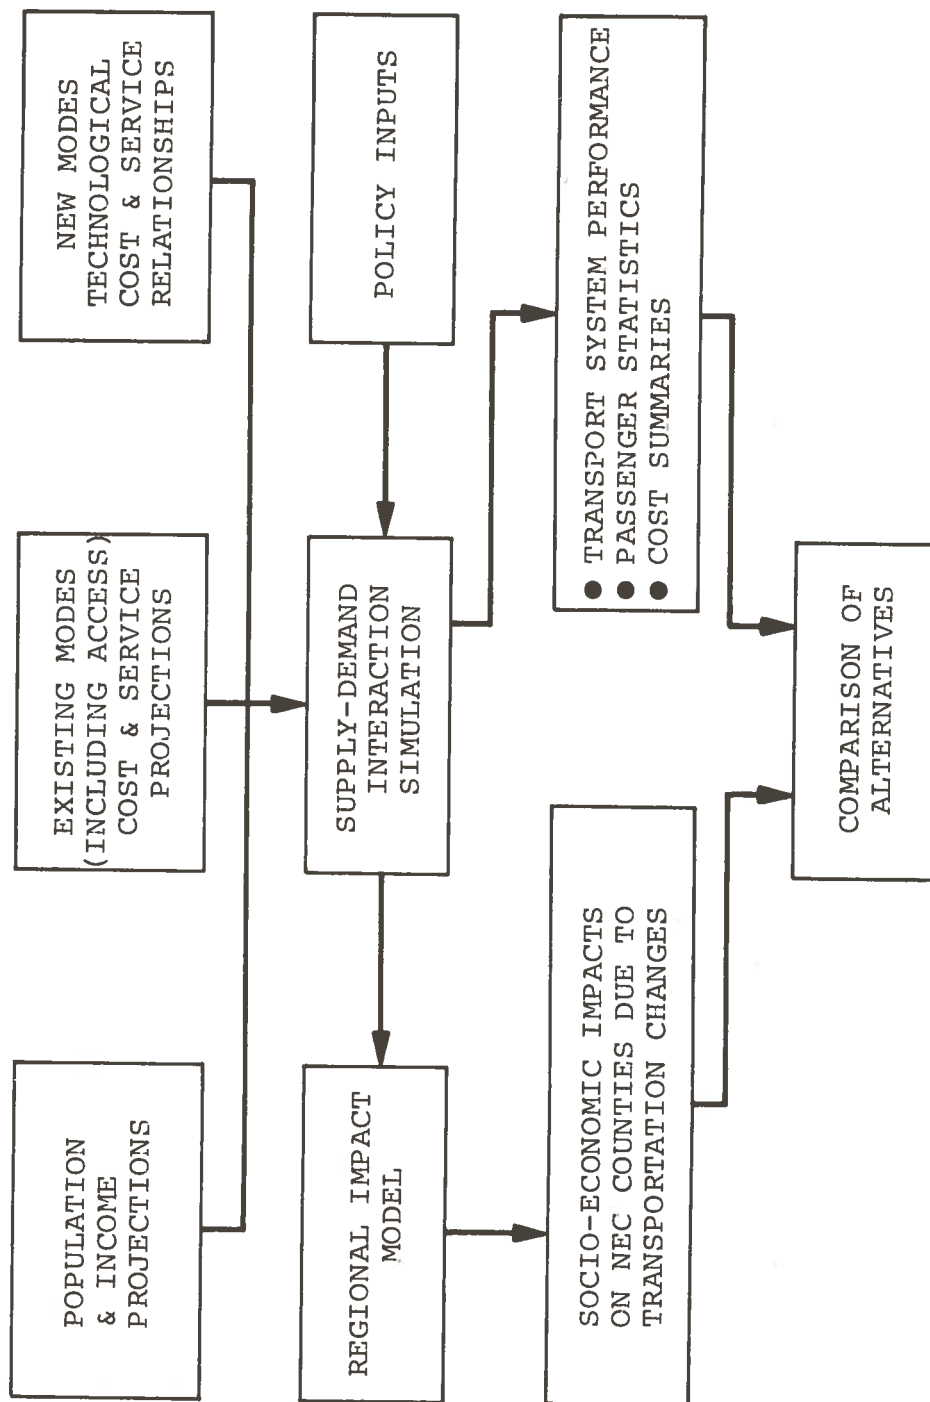 POPULATION
& INCOME
PROJECTIONS
EXISTING MODES
(INCLUDING ACCESS)
COST & SERVICE
PROJECTIONS
NEW MODES
TECHNOLOGICAL
COST & SERVICE
RELATIONSHIPS
REGIONAL IMPACT
MODEL
SUPPLY-DEMAND
INTERACTION
SIMULATION
POLICY INPUTS
SOCIO-ECONOMIC IMPACTS
ON NEC COUNTIES DUE TO
TRANSPORTATION CHANGES
● TRANSPORT SYSTEM PERFORMANCE
● PASSENGER STATISTICS
● COST SUMMARIES
COMPARISON OF
ALTERNATIVES